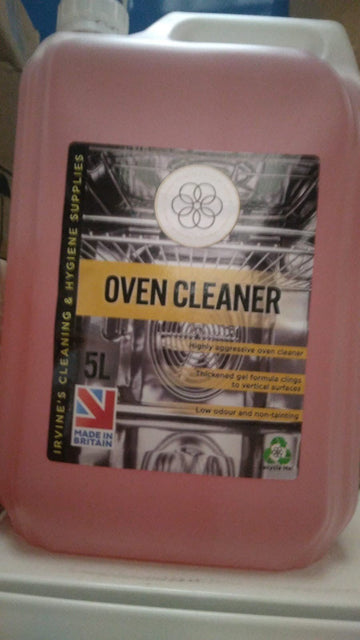 IRVINE'S CLEANING & HYGIENE SUPPLIES
OVEN CLEANER
Highly aggressive oven cleaner
5L
Thickened gel formula clings
to vertical surfaces
Low odour and non-tainting
MADE IN
BRITAIN
Recycle Me!